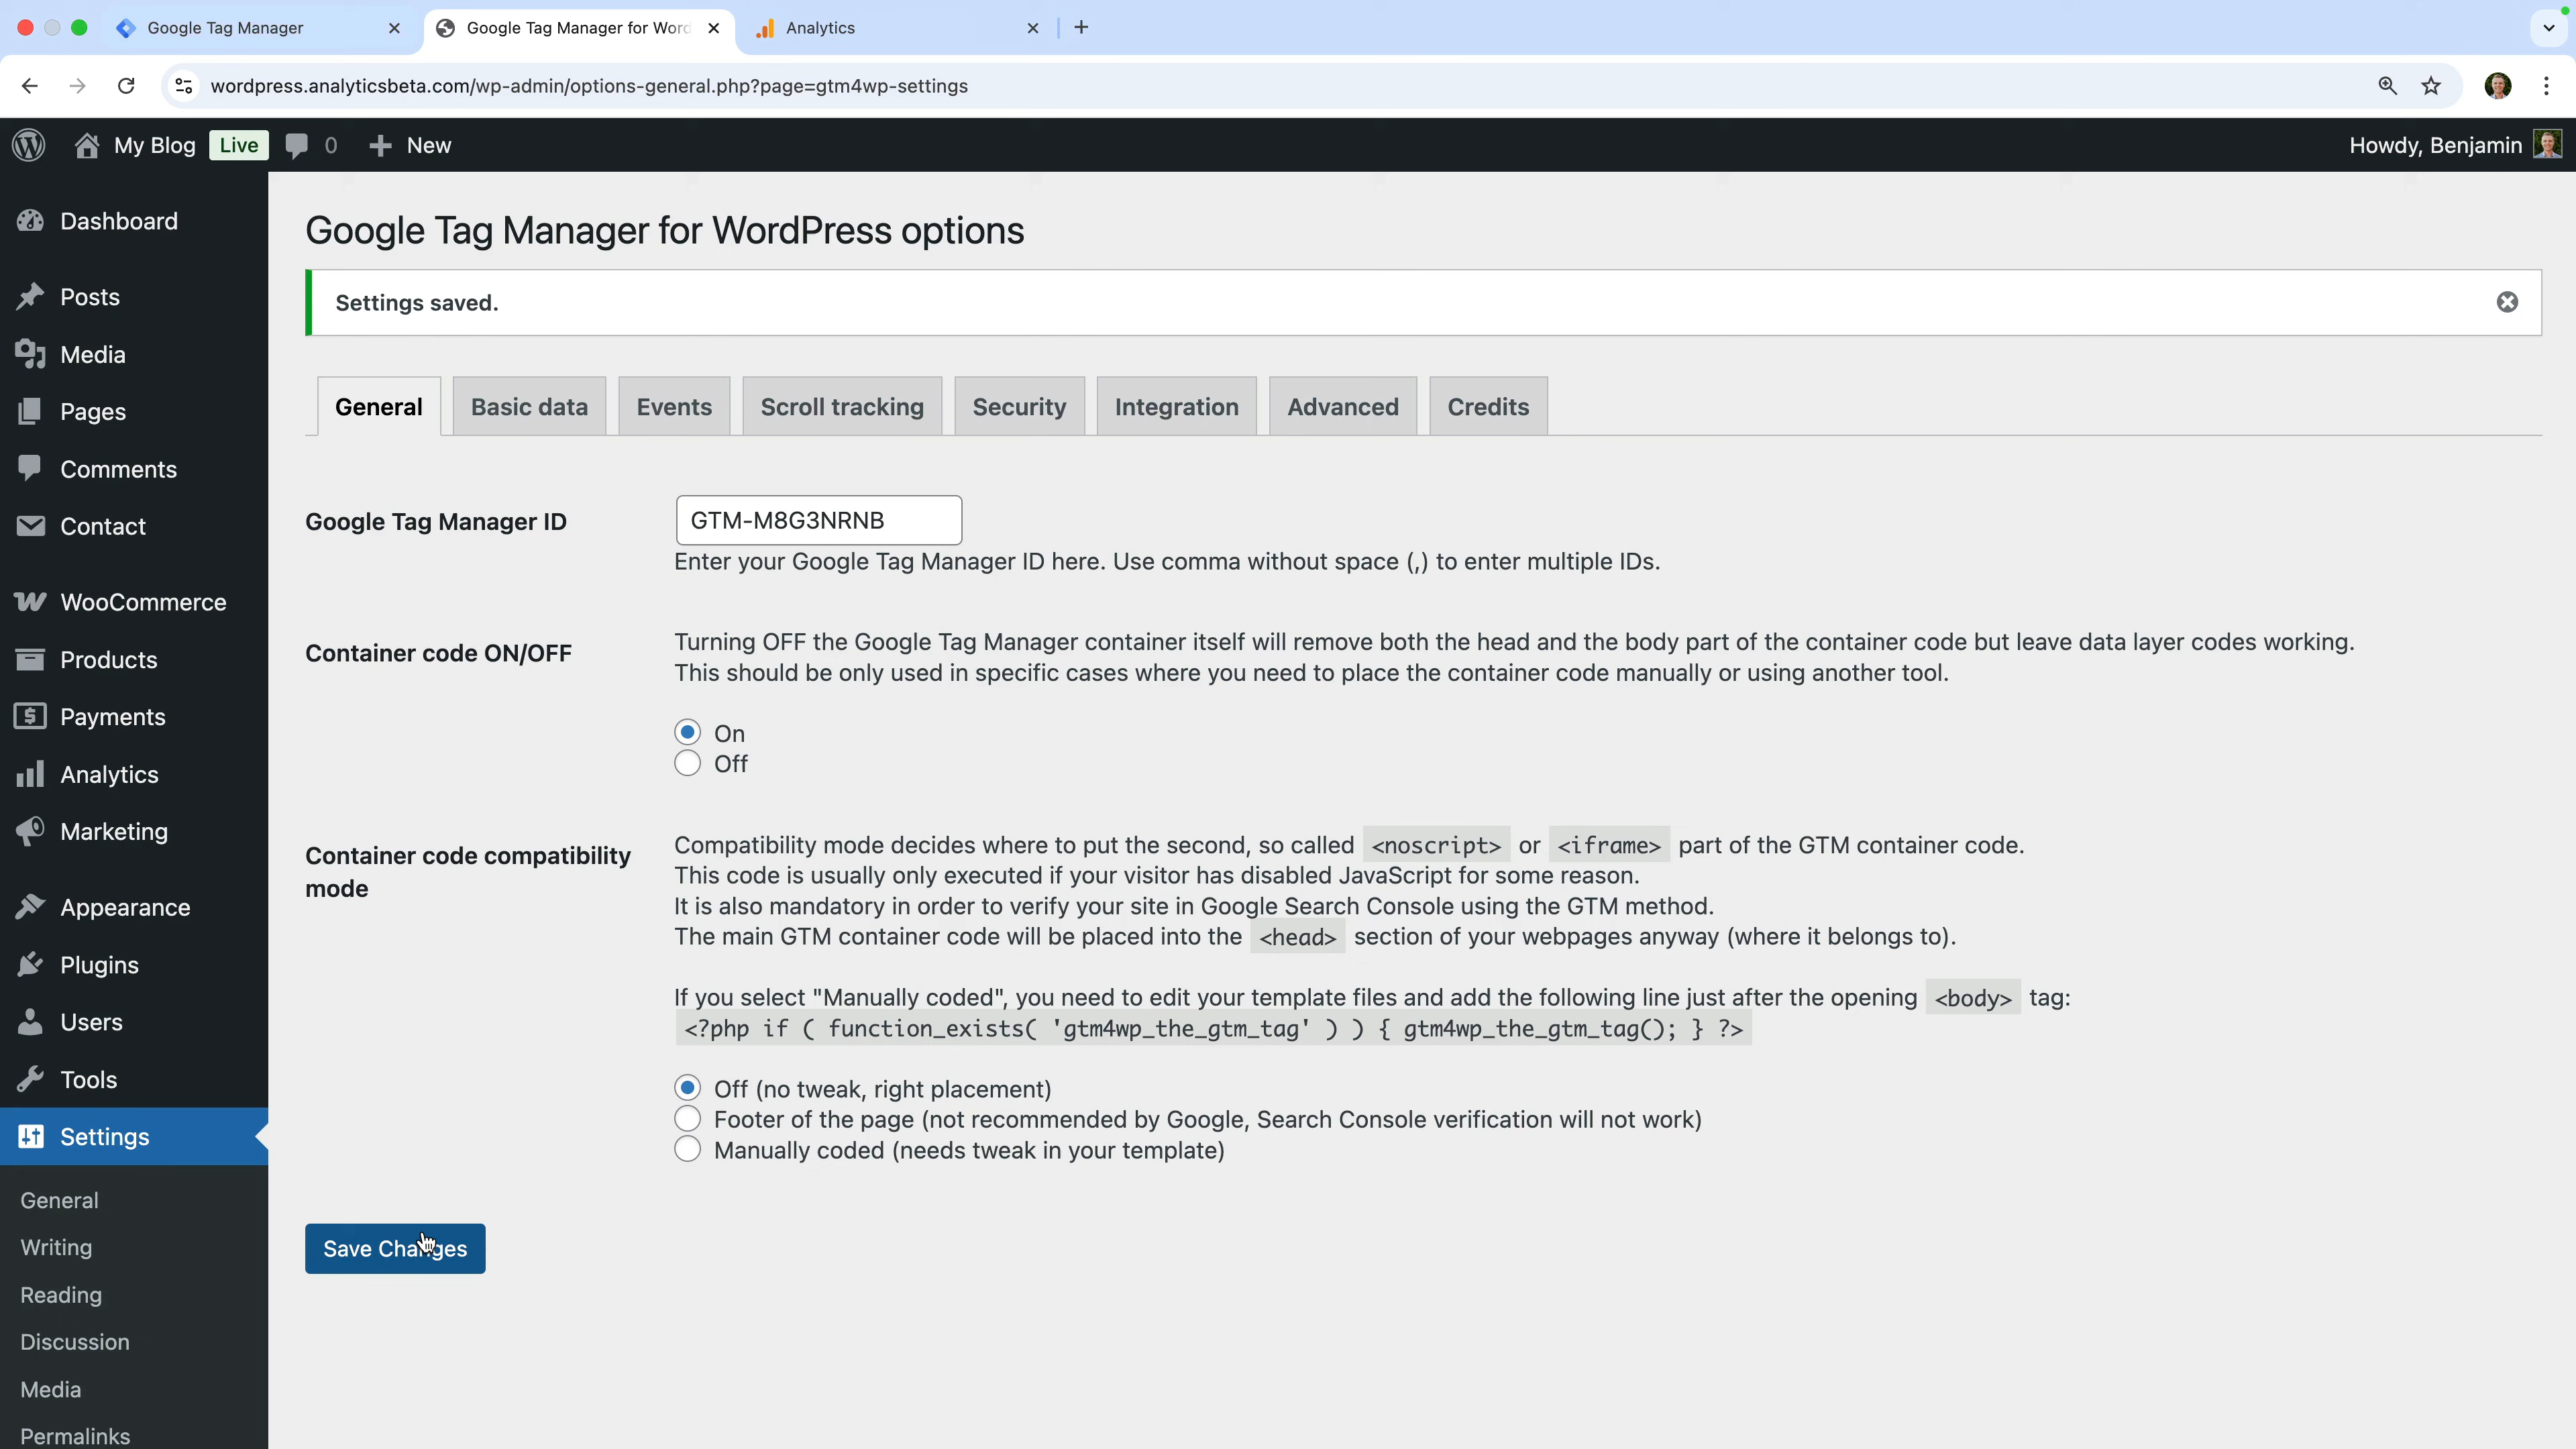 Google Tag Manager
Google Tag Manager for Word
Analytics
wordpress.analyticsbeta.com/wp-admin/options-general.php?page=gtm4wp-settings
My Blog Live 0 New
Howdy, Benjamin
Dashboard
Posts
Media
Pages
Comments
Contact
WooCommerce
Products
Payments
Analytics
Marketing
Appearance
Plugins
Users
Tools
Settings
General
Writing
Reading
Discussion
Media
Permalinks
Google Tag Manager for WordPress options
Settings saved.
General Basic data Events Scroll tracking Security Integration Advanced Credits
Google Tag Manager ID
GTM-M8G3NRNB
Enter your Google Tag Manager ID here. Use comma without space (,) to enter multiple IDs.
Container code ON/OFF
Turning OFF the Google Tag Manager container itself will remove both the head and the body part of the container code but leave data layer codes working.
This should be only used in specific cases where you need to place the container code manually or using another tool.
On
Off
Container code compatibility
mode
Compatibility mode decides where to put the second, so called <noscript> or <iframe> part of the GTM container code.
This code is usually only executed if your visitor has disabled JavaScript for some reason.
It is also mandatory in order to verify your site in Google Search Console using the GTM method.
The main GTM container code will be placed into the <head> section of your webpages anyway (where it belongs to).
If you select "Manually coded", you need to edit your template files and add the following line just after the opening <body> tag:
<?php if ( function_exists( 'gtm4wp_the_gtm_tag' ) ) { gtm4wp_the_gtm_tag(); } ?>
Off (no tweak, right placement)
Footer of the page (not recommended by Google, Search Console verification will not work)
Manually coded (needs tweak in your template)
Save Changes